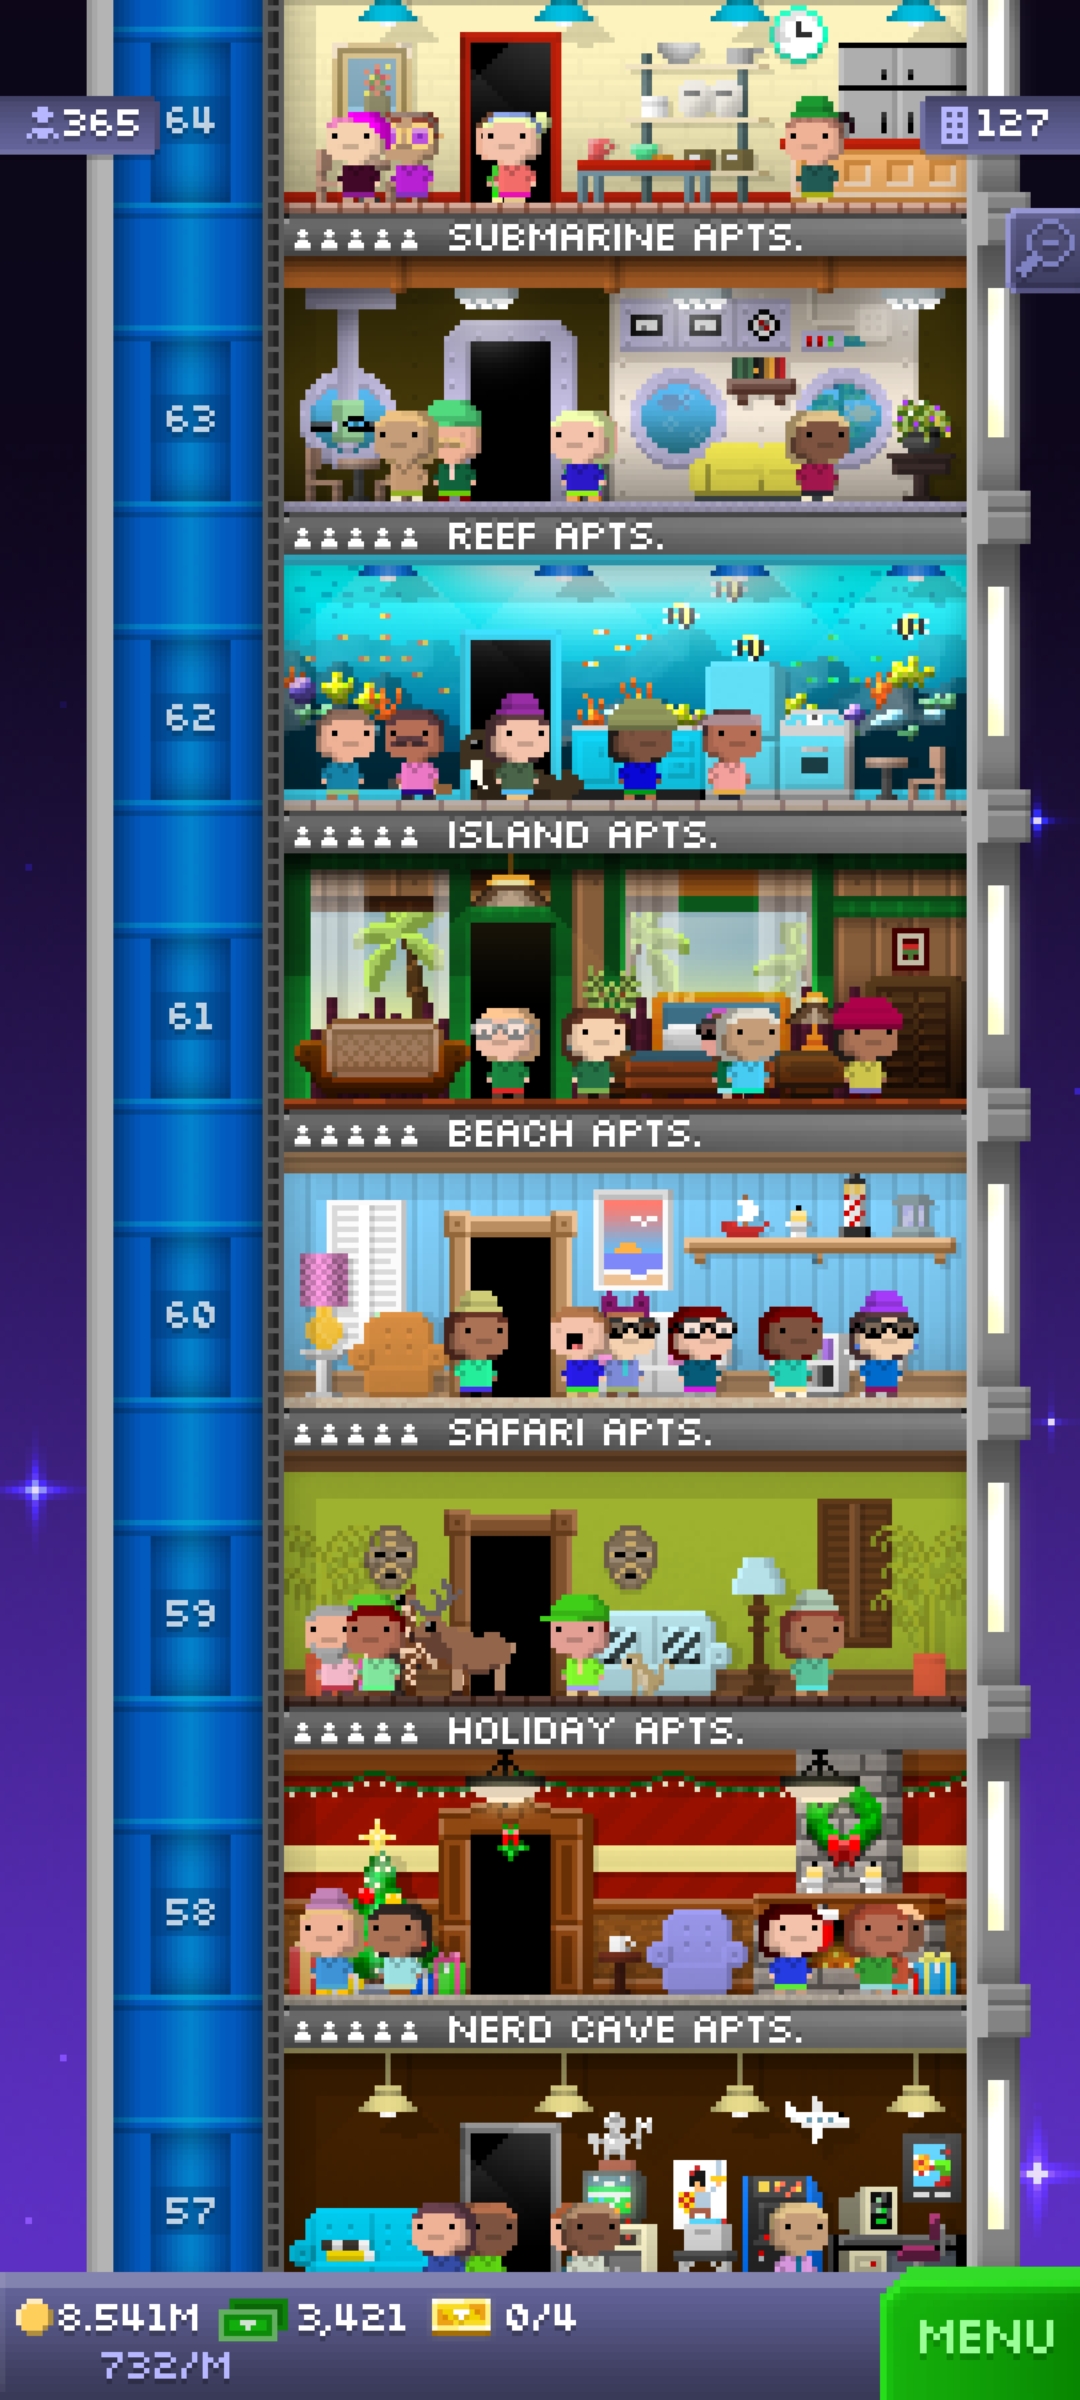 365
64
127
SUBMARINE APTS.
63
REEF APTS.
62
ISLAND APTS.
61
BEACH APTS.
60
SAFARI APTS.
59
HOLIDAY APTS.
58
NERD CAVE APTS.
57
8.541M
3,421
0/4
MENU
732/M